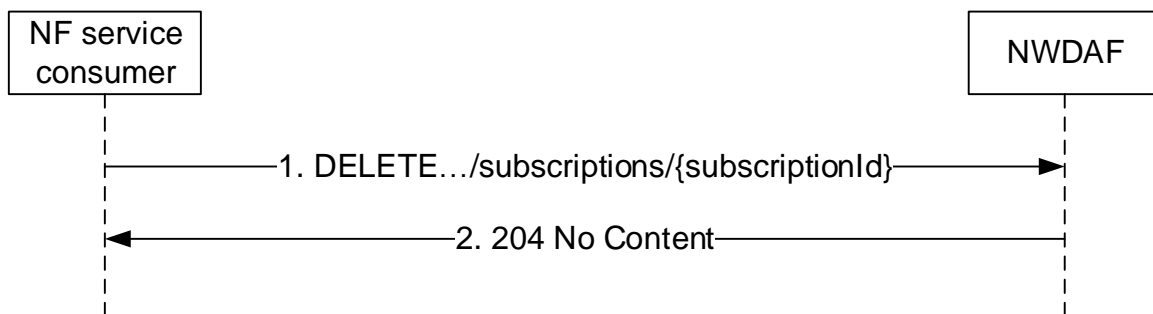 NF service
consumer
NWDAF
1. DELETE…/subscriptions/{subscriptionId}
2. 204 No Content